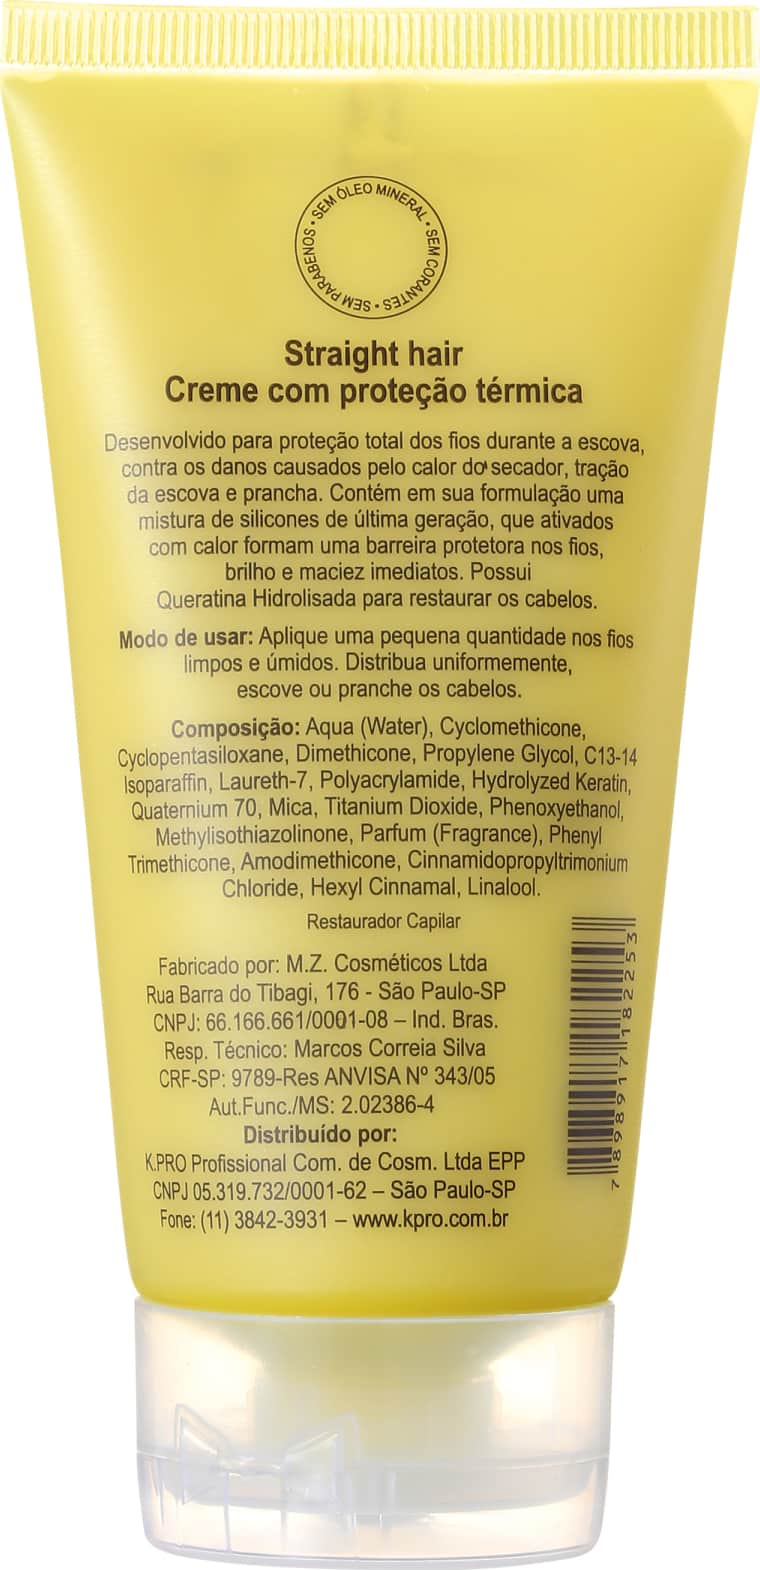 SEM ÓLEO MINERAL • SEM CORANTES • SEM PARABENOS •
Straight hair
Creme com proteção térmica
Desenvolvido para proteção total dos fios durante a escova,
contra os danos causados pelo calor do secador, tração
da escova e prancha. Contém em sua formulação uma
mistura de silicones de última geração, que ativados
com calor formam uma barreira protetora nos fios,
brilho e maciez imediatos. Possui
Queratina Hidrolisada para restaurar os cabelos.
Modo de usar: Aplique uma pequena quantidade nos fios
limpos e úmidos. Distribua uniformemente,
escove ou pranche os cabelos.
Composição: Aqua (Water), Cyclomethicone,
Cyclopentasiloxane, Dimethicone, Propylene Glycol, C13-14
Isoparaffin, Laureth-7, Polyacrylamide, Hydrolyzed Keratin,
Quaternium 70, Mica, Titanium Dioxide, Phenoxyethanol,
Methylisothiazolinone, Parfum (Fragrance), Phenyl
Trimethicone, Amodimethicone, Cinnamidopropyltrimonium
Chloride, Hexyl Cinnamal, Linalool.
Restaurador Capilar
Fabricado por: M.Z. Cosméticos Ltda
Rua Barra do Tibagi, 176 - São Paulo-SP
CNPJ: 66.166.661/0001-08 – Ind. Bras.
Resp. Técnico: Marcos Correia Silva
CRF-SP: 9789-Res ANVISA Nº 343/05
Aut.Func./MS: 2.02386-4
Distribuído por:
K.PRO Profissional Com. de Cosm. Ltda EPP
CNPJ 05.319.732/0001-62 – São Paulo-SP
Fone: (11) 3842-3931 – www.kpro.com.br
7 898917 182253